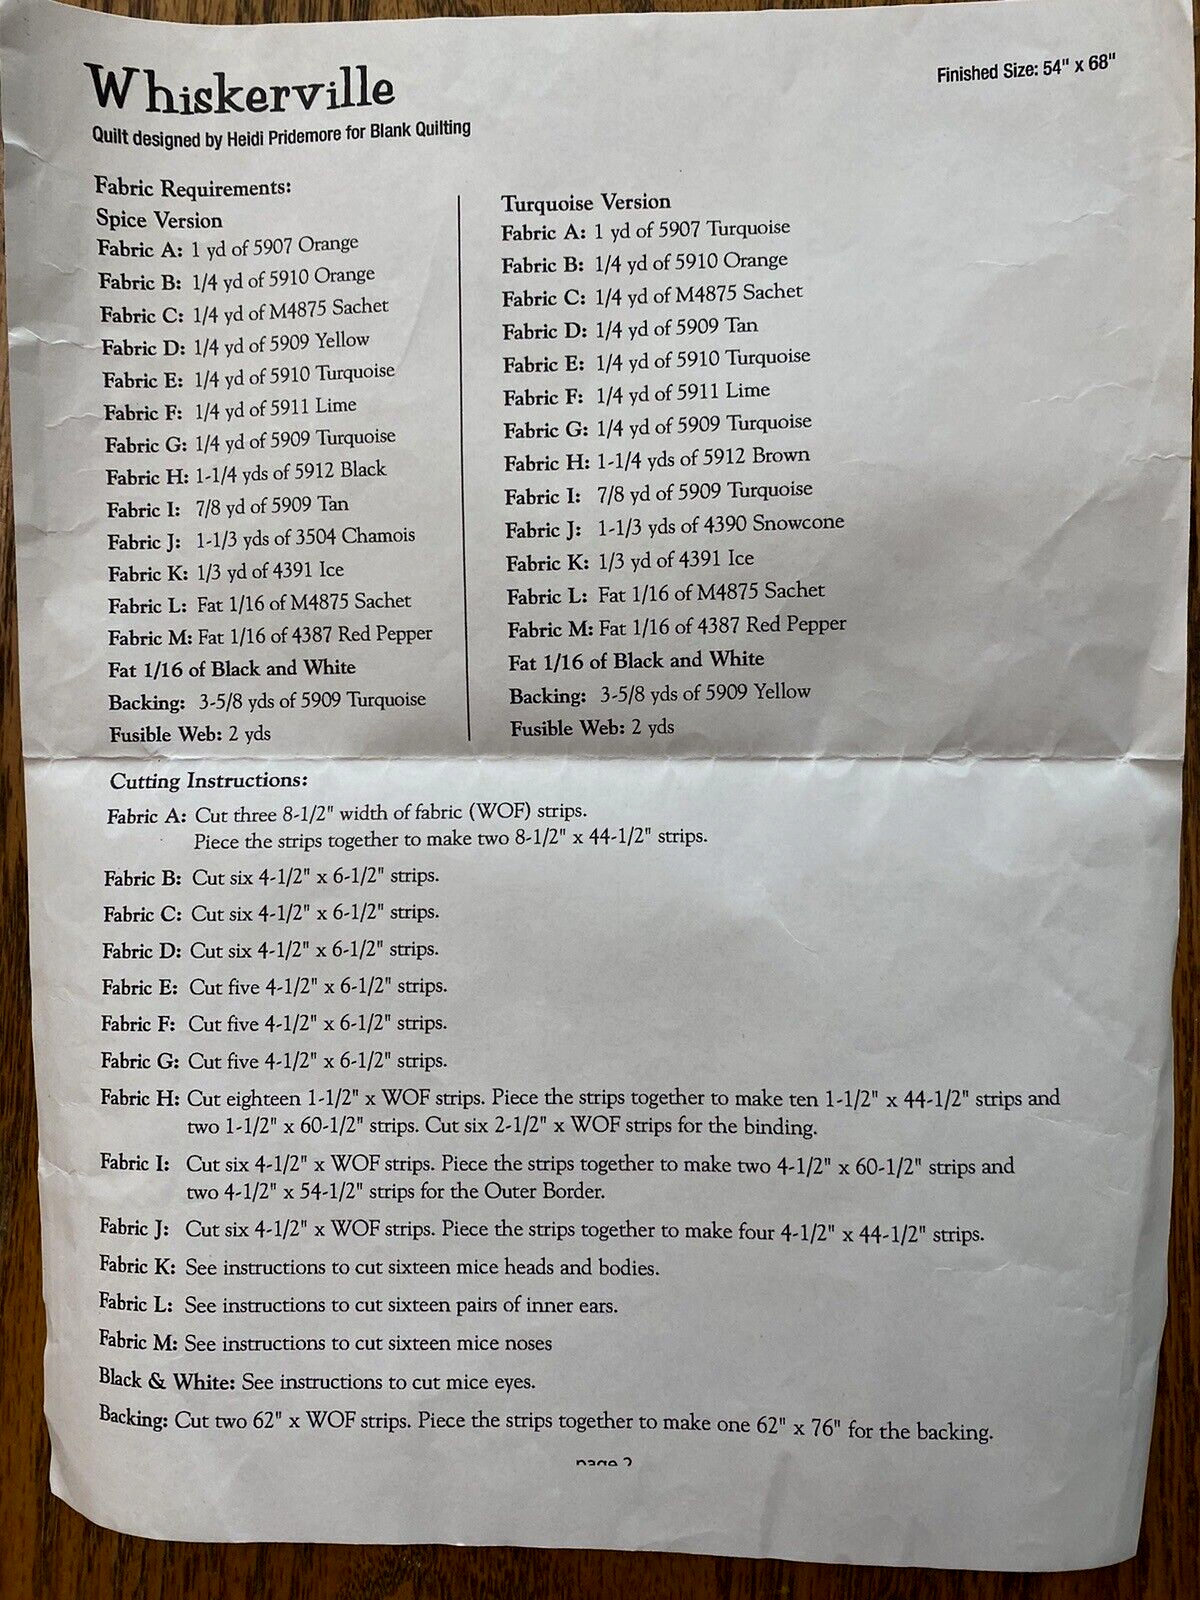 Whiskerville
Finished Size: 54" x 68"
Quilt designed by Heidi Pridemore for Blank Quilting
Fabric Requirements:
Spice Version
Fabric A: 1 yd of 5907 Orange
Fabric B: 1/4 yd of 5910 Orange
Fabric C: 1/4 yd of M4875 Sachet
Fabric D: 1/4 yd of 5909 Yellow
Fabric E: 1/4 yd of 5910 Turquoise
Fabric F: 1/4 yd of 5911 Lime
Fabric G: 1/4 yd of 5909 Turquoise
Fabric H: 1-1/4 yds of 5912 Black
Fabric I: 7/8 yd of 5909 Tan
Fabric J: 1-1/3 yds of 3504 Chamois
Fabric K: 1/3 yd of 4391 Ice
Fabric L: Fat 1/16 of M4875 Sachet
Fabric M: Fat 1/16 of 4387 Red Pepper
Fat 1/16 of Black and White
Backing: 3-5/8 yds of 5909 Turquoise
Fusible Web: 2 yds
Turquoise Version
Fabric A: 1 yd of 5907 Turquoise
Fabric B: 1/4 yd of 5910 Orange
Fabric C: 1/4 yd of M4875 Sachet
Fabric D: 1/4 yd of 5909 Tan
Fabric E: 1/4 yd of 5910 Turquoise
Fabric F: 1/4 yd of 5911 Lime
Fabric G: 1/4 yd of 5909 Turquoise
Fabric H: 1-1/4 yds of 5912 Brown
Fabric I: 7/8 yd of 5909 Turquoise
Fabric J: 1-1/3 yds of 4390 Snowcone
Fabric K: 1/3 yd of 4391 Ice
Fabric L: Fat 1/16 of M4875 Sachet
Fabric M: Fat 1/16 of 4387 Red Pepper
Fat 1/16 of Black and White
Backing: 3-5/8 yds of 5909 Yellow
Fusible Web: 2 yds
Cutting Instructions:
Fabric A: Cut three 8-1/2" width of fabric (WOF) strips.
Piece the strips together to make two 8-1/2" x 44-1/2" strips.
Fabric B: Cut six 4-1/2" x 6-1/2" strips.
Fabric C: Cut six 4-1/2" x 6-1/2" strips.
Fabric D: Cut six 4-1/2" x 6-1/2" strips.
Fabric E: Cut five 4-1/2" x 6-1/2" strips.
Fabric F: Cut five 4-1/2" x 6-1/2" strips.
Fabric G: Cut five 4-1/2" x 6-1/2" strips.
Fabric H: Cut eighteen 1-1/2" x WOF strips. Piece the strips together to make ten 1-1/2" x 44-1/2" strips and
two 1-1/2" x 60-1/2" strips. Cut six 2-1/2" x WOF strips for the binding.
Fabric I: Cut six 4-1/2" x WOF strips. Piece the strips together to make two 4-1/2" x 60-1/2" strips and
two 4-1/2" x 54-1/2" strips for the Outer Border.
Fabric J: Cut six 4-1/2" x WOF strips. Piece the strips together to make four 4-1/2" x 44-1/2" strips.
Fabric K: See instructions to cut sixteen mice heads and bodies.
Fabric L: See instructions to cut sixteen pairs of inner ears.
Fabric M: See instructions to cut sixteen mice noses
Black & White: See instructions to cut mice eyes.
Backing: Cut two 62" x WOF strips. Piece the strips together to make one 62" x 76" for the backing.
page 2